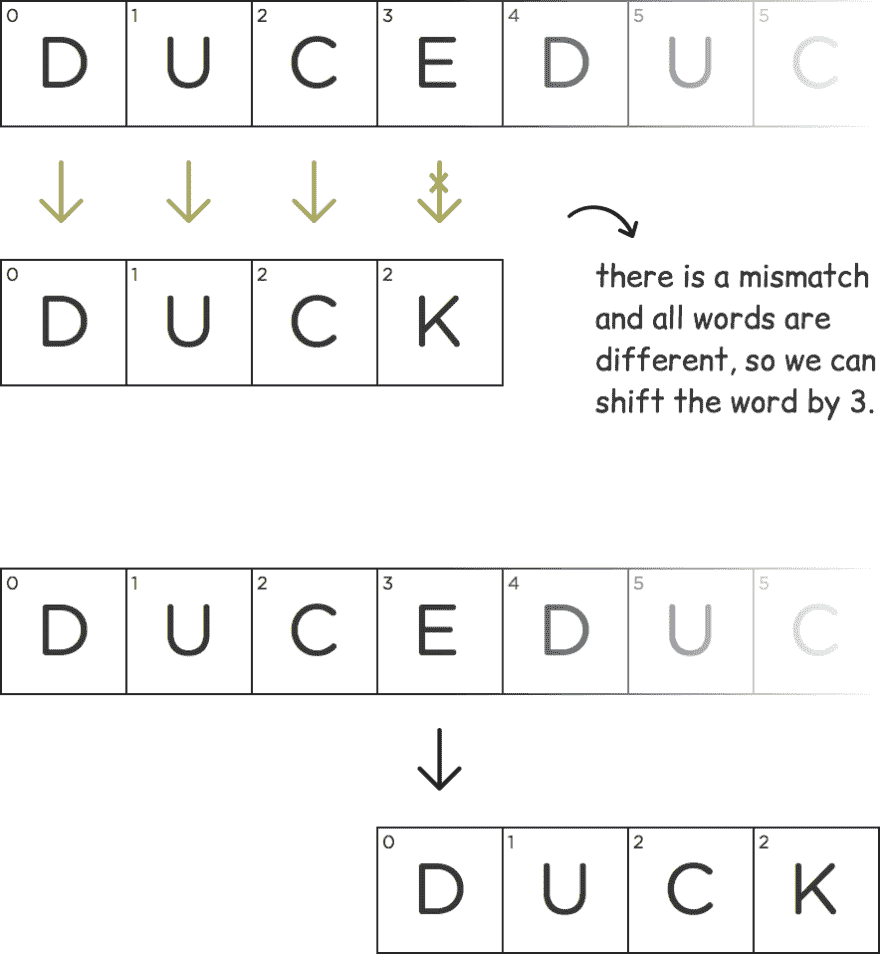 0 1 2 3 4 5 5
D U C E D U C
0 1 2 2
D U C K
there is a mismatch
and all words are
different, so we can
shift the word by 3.
0 1 2 3 4 5 5
D U C E D U C
0 1 2 2
D U C K